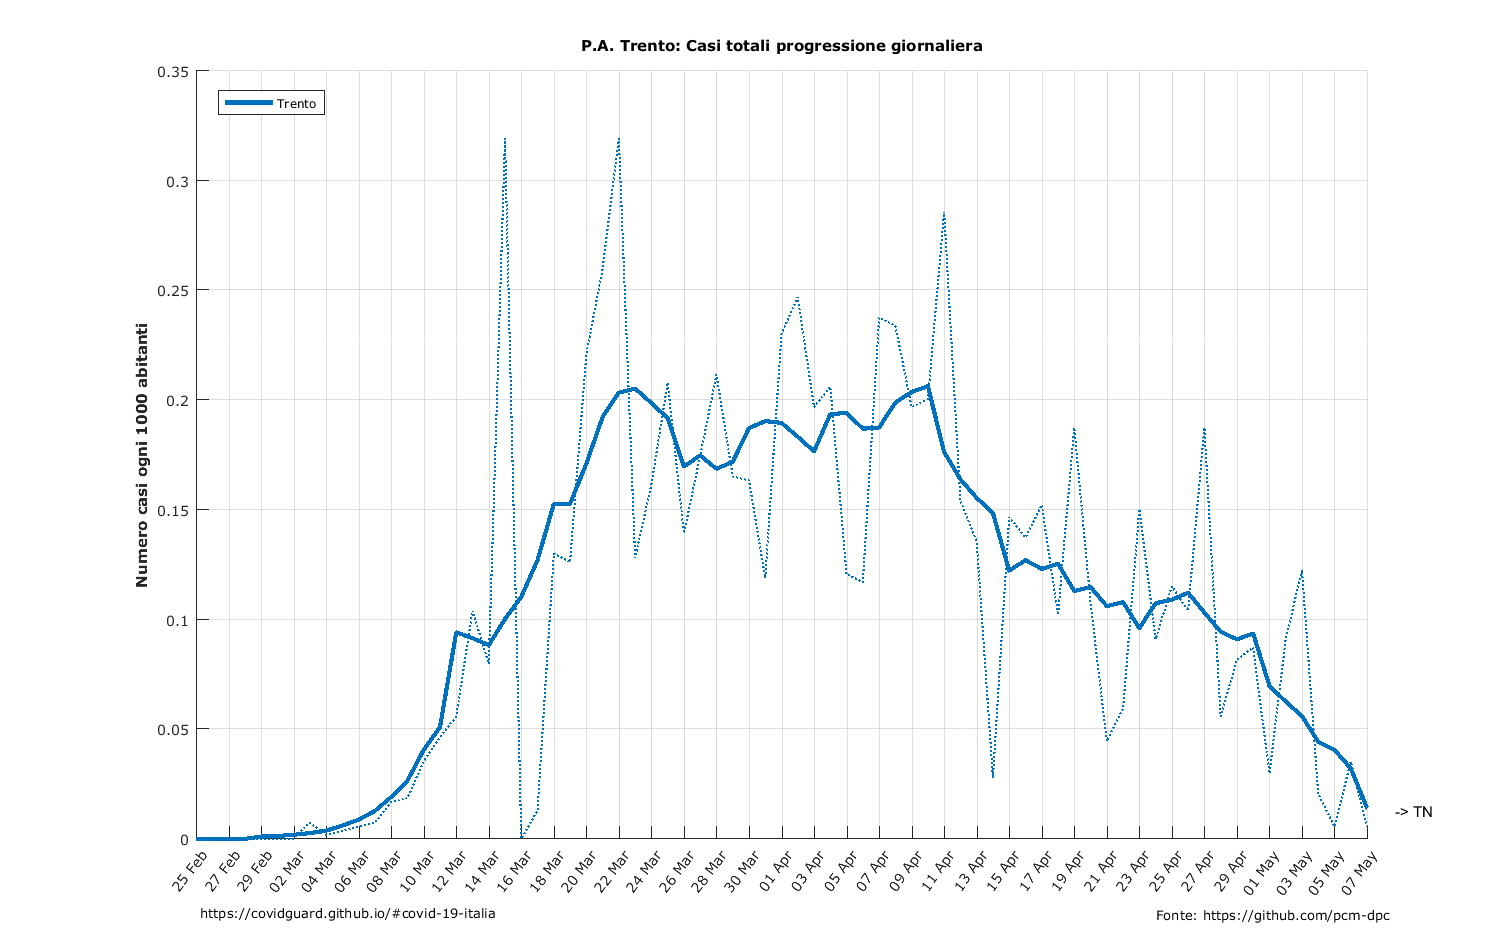 P.A. Trento: Casi totali progressione giornaliera
Trento
Numero casi ogni 1000 abitanti
0.35
0.3
0.25
0.2
0.15
0.1
0.05
0
25 Feb
27 Feb
29 Feb
02 Mar
04 Mar
06 Mar
08 Mar
10 Mar
12 Mar
14 Mar
16 Mar
18 Mar
20 Mar
22 Mar
24 Mar
26 Mar
28 Mar
30 Mar
01 Apr
03 Apr
05 Apr
07 Apr
09 Apr
11 Apr
13 Apr
15 Apr
17 Apr
19 Apr
21 Apr
23 Apr
25 Apr
27 Apr
29 Apr
01 May
03 May
05 May
07 May
-> TN
https://covidguard.github.io/#covid-19-italia
Fonte: https://github.com/pcm-dpc